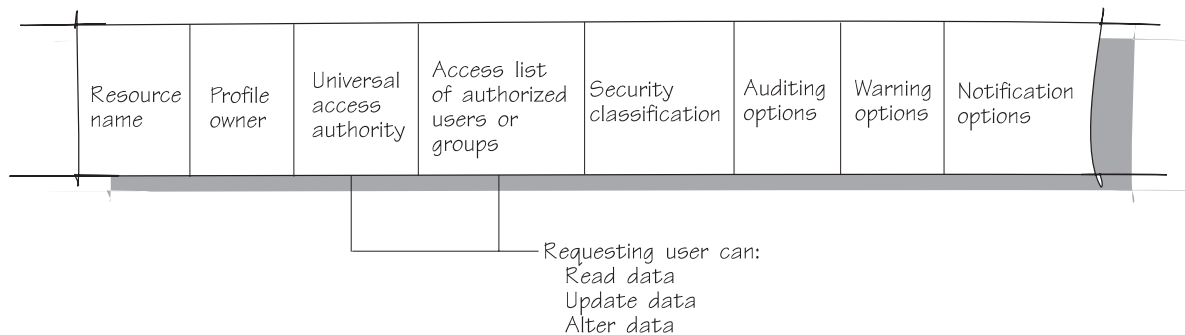 Resource
name
Profile
owner
Universal
access
authority
Access list
of authorized
users or
groups
Security
classification
Auditing
options
Warning
options
Notification
options
Requesting user can:
Read data
Update data
Alter data